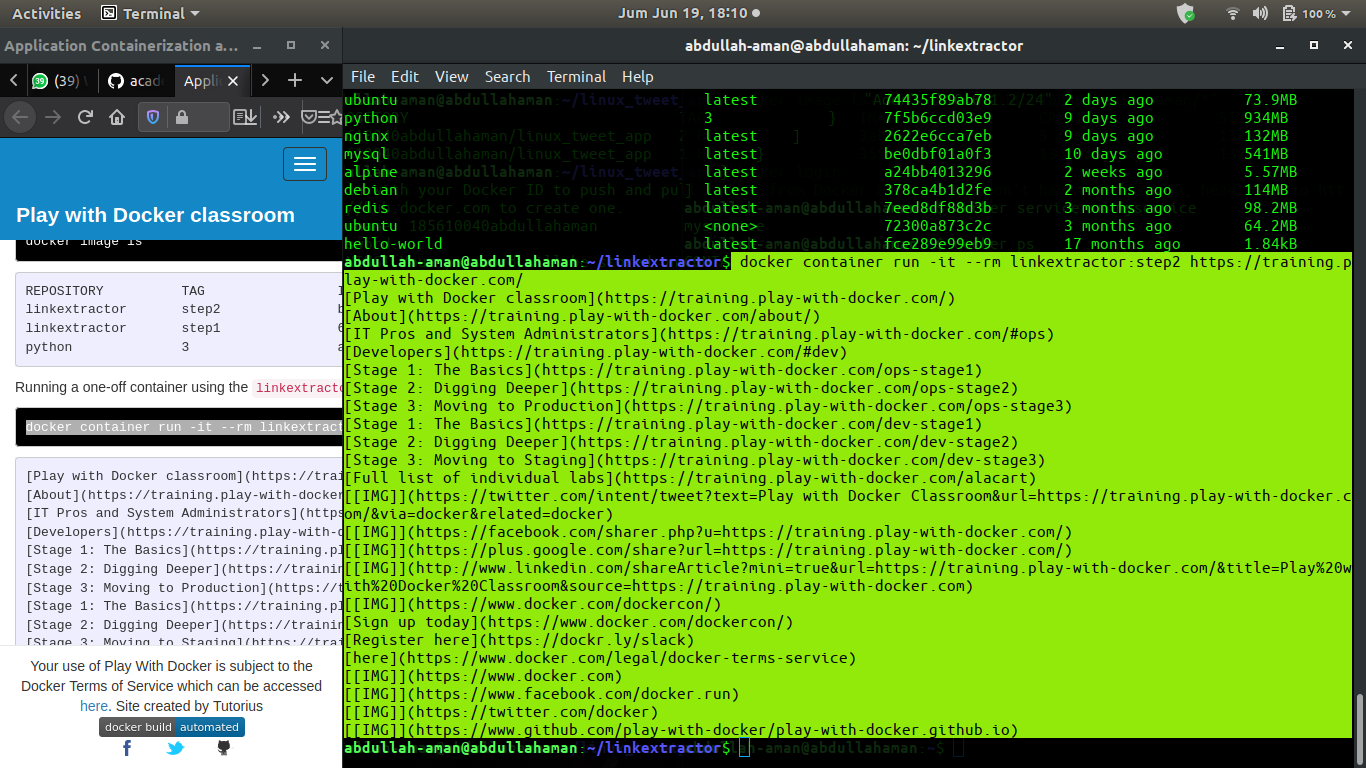 Activities
Terminal
Jum Jun 19, 18:10
100 %
Application Containerization a...
(39)
acad
Appli
Play with Docker classroom
docker image is
REPOSITORY TAG
linkextractor step2
linkextractor step1
python 3
Running a one-off container using the linkextracto
docker container run -it --rm linkextract
[Play with Docker classroom](https://trai
[About](https://training.play-with-docker
[IT Pros and System Administrators](https
[Developers](https://training.play-with-d
[Stage 1: The Basics](https://training.pl
[Stage 2: Digging Deeper](https://trainin
[Stage 3: Moving to Production](https://t
[Stage 1: The Basics](https://training.pl
[Stage 2: Digging Deeper](https://trainin
[Stage 3: Moving to Staging](https://trai
Your use of Play With Docker is subject to the
Docker Terms of Service which can be accessed
here. Site created by Tutorius
docker build automated
abdullah-aman@abdullahaman: ~/linkextractor
File Edit View Search Terminal Help
ubuntu latest 74435f89ab78 2 days ago 73.9MB
python 3 7f5b6ccd03e9 9 days ago 934MB
nginx latest 2622e6cca7eb 9 days ago 132MB
mysql latest be0dbf01a0f3 10 days ago 541MB
alpine latest a24bb4013296 2 weeks ago 5.57MB
debian latest 378ca4b1d2fe 2 months ago 114MB
redis latest 7eed8df88d3b 3 months ago 98.2MB
ubuntu <none> 72300a873c2c 3 months ago 64.2MB
hello-world latest fce289e99eb9 17 months ago 1.84kB
abdullah-aman@abdullahaman:~/linkextractor$ docker container run -it --rm linkextractor:step2 https://training.p
lay-with-docker.com/
[Play with Docker classroom](https://training.play-with-docker.com/)
[About](https://training.play-with-docker.com/about/)
[IT Pros and System Administrators](https://training.play-with-docker.com/#ops)
[Developers](https://training.play-with-docker.com/#dev)
[Stage 1: The Basics](https://training.play-with-docker.com/ops-stage1)
[Stage 2: Digging Deeper](https://training.play-with-docker.com/ops-stage2)
[Stage 3: Moving to Production](https://training.play-with-docker.com/ops-stage3)
[Stage 1: The Basics](https://training.play-with-docker.com/dev-stage1)
[Stage 2: Digging Deeper](https://training.play-with-docker.com/dev-stage2)
[Stage 3: Moving to Staging](https://training.play-with-docker.com/dev-stage3)
[Full list of individual labs](https://training.play-with-docker.com/alacart)
[[IMG]](https://twitter.com/intent/tweet?text=Play with Docker Classroom&url=https://training.play-with-docker.c
om/&via=docker&related=docker)
[[IMG]](https://facebook.com/sharer.php?u=https://training.play-with-docker.com/)
[[IMG]](https://plus.google.com/share?url=https://training.play-with-docker.com/)
[[IMG]](http://www.linkedin.com/shareArticle?mini=true&url=https://training.play-with-docker.com/&title=Play%20w
ith%20Docker%20Classroom&source=https://training.play-with-docker.com)
[[IMG]](https://www.docker.com/dockercon/)
[Sign up today](https://www.docker.com/dockercon/)
[Register here](https://dockr.ly/slack)
[here](https://www.docker.com/legal/docker-terms-service)
[[IMG]](https://www.docker.com)
[[IMG]](https://www.facebook.com/docker.run)
[[IMG]](https://twitter.com/docker)
[[IMG]](https://www.github.com/play-with-docker/play-with-docker.github.io)
abdullah-aman@abdullahaman:~/linkextractor$